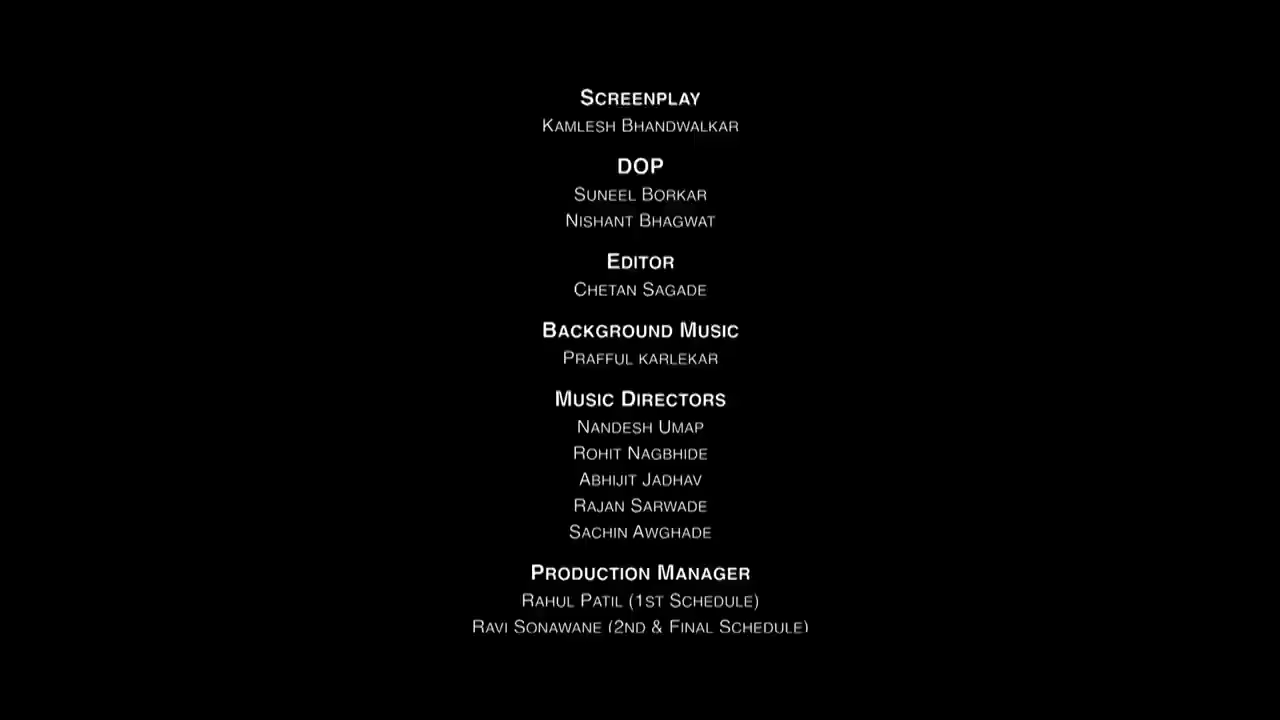 Screenplay
Kamlesh Bhandwalkar
DOP
Suneel Borkar
Nishant Bhagwat
Editor
Chetan Sagade
Background Music
Prafful karlekar
Music Directors
Nandesh Umap
Rohit Nagbhide
Abhijit Jadhav
Rajan Sarwade
Sachin Awghade
Production Manager
Rahul Patil (1st Schedule)
Ravi Sonawane (2nd & Final Schedule)